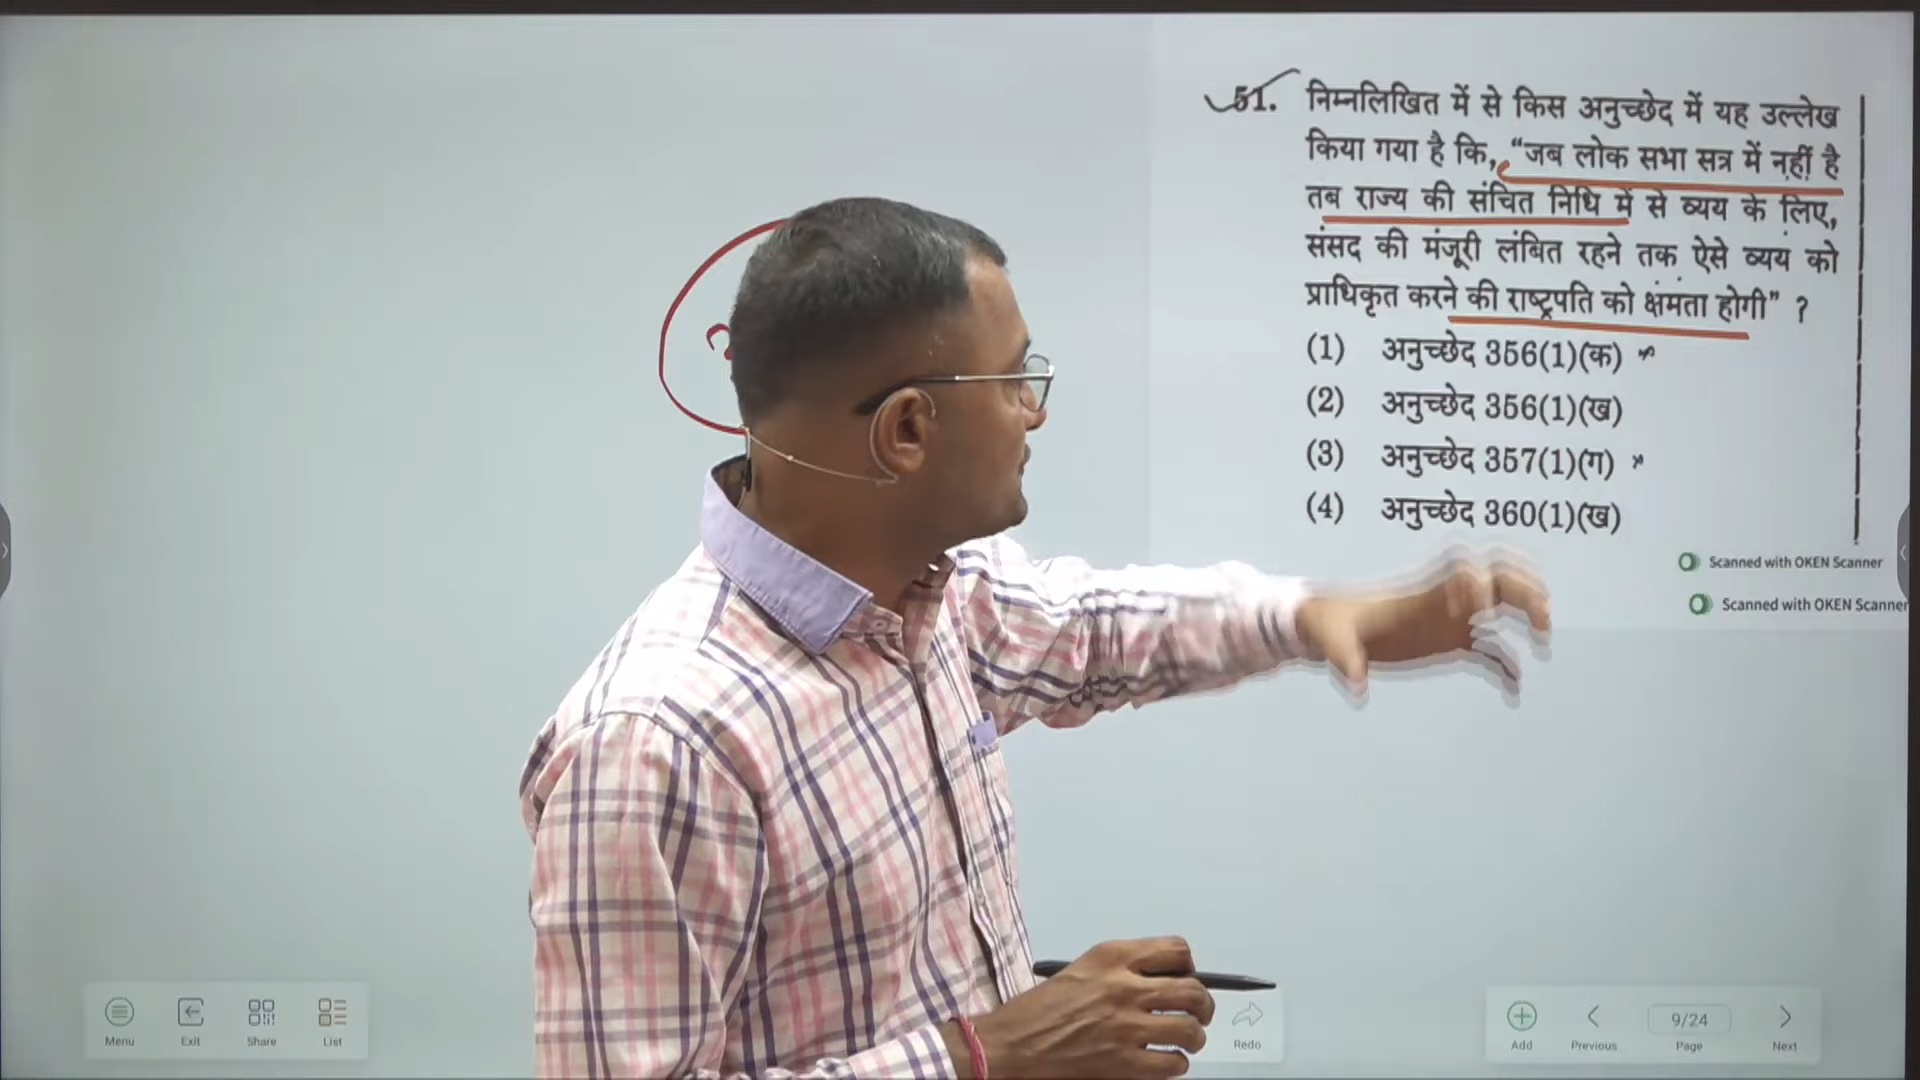 51. निम्नलिखित में से किस अनुच्छेद में यह उल्लेख
किया गया है कि, “जब लोक सभा सत्र में नहीं है
तब राज्य की संचित निधि में से व्यय के लिए,
संसद की मंजूरी लंबित रहने तक ऐसे व्यय को
प्राधिकृत करने की राष्ट्रपति को क्षमता होगी” ?
(1) अनुच्छेद 356(1)(क)
(2) अनुच्छेद 356(1)(ख)
(3) अनुच्छेद 357(1)(ग)
(4) अनुच्छेद 360(1)(ख)
Scanned with OKEN Scanner
Scanned with OKEN Scanner
Menu Exit Share List Redo Add Previous 9/24 Page Next